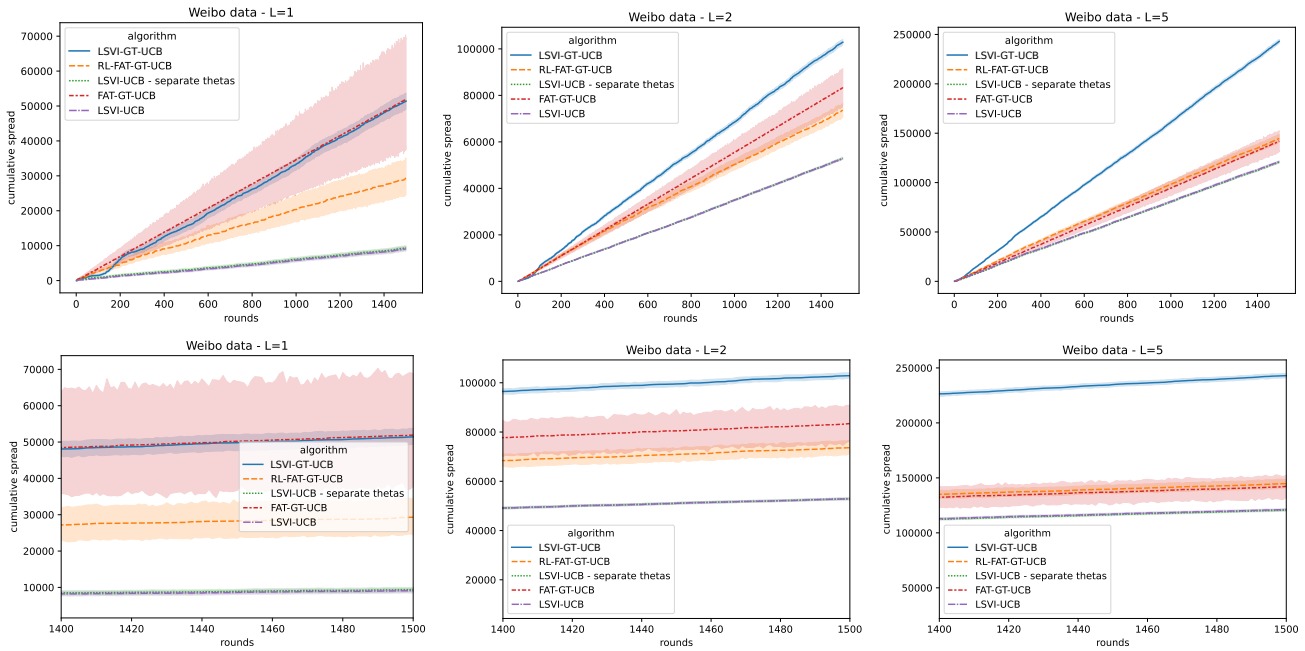 Weibo data - L=1
algorithm
LSVI-GT-UCB
RL-FAT-GT-UCB
LSVI-UCB - separate thetas
FAT-GT-UCB
LSVI-UCB
cumulative spread
70000
60000
50000
40000
30000
20000
10000
0
0 200 400 600 800 1000 1200 1400
rounds
Weibo data - L=2
algorithm
LSVI-GT-UCB
RL-FAT-GT-UCB
LSVI-UCB - separate thetas
FAT-GT-UCB
LSVI-UCB
cumulative spread
100000
80000
60000
40000
20000
0
0 200 400 600 800 1000 1200 1400
rounds
Weibo data - L=5
algorithm
LSVI-GT-UCB
RL-FAT-GT-UCB
LSVI-UCB - separate thetas
FAT-GT-UCB
LSVI-UCB
cumulative spread
250000
200000
150000
100000
50000
0
0 200 400 600 800 1000 1200 1400
rounds
Weibo data - L=1
cumulative spread
70000
60000
50000
40000
30000
20000
10000
algorithm
LSVI-GT-UCB
RL-FAT-GT-UCB
LSVI-UCB - separate thetas
FAT-GT-UCB
LSVI-UCB
1400 1420 1440 1460 1480 1500
rounds
Weibo data - L=2
cumulative spread
100000
80000
60000
40000
20000
algorithm
LSVI-GT-UCB
RL-FAT-GT-UCB
LSVI-UCB - separate thetas
FAT-GT-UCB
LSVI-UCB
1400 1420 1440 1460 1480 1500
rounds
Weibo data - L=5
cumulative spread
250000
200000
150000
100000
50000
algorithm
LSVI-GT-UCB
RL-FAT-GT-UCB
LSVI-UCB - separate thetas
FAT-GT-UCB
LSVI-UCB
1400 1420 1440 1460 1480 1500
rounds